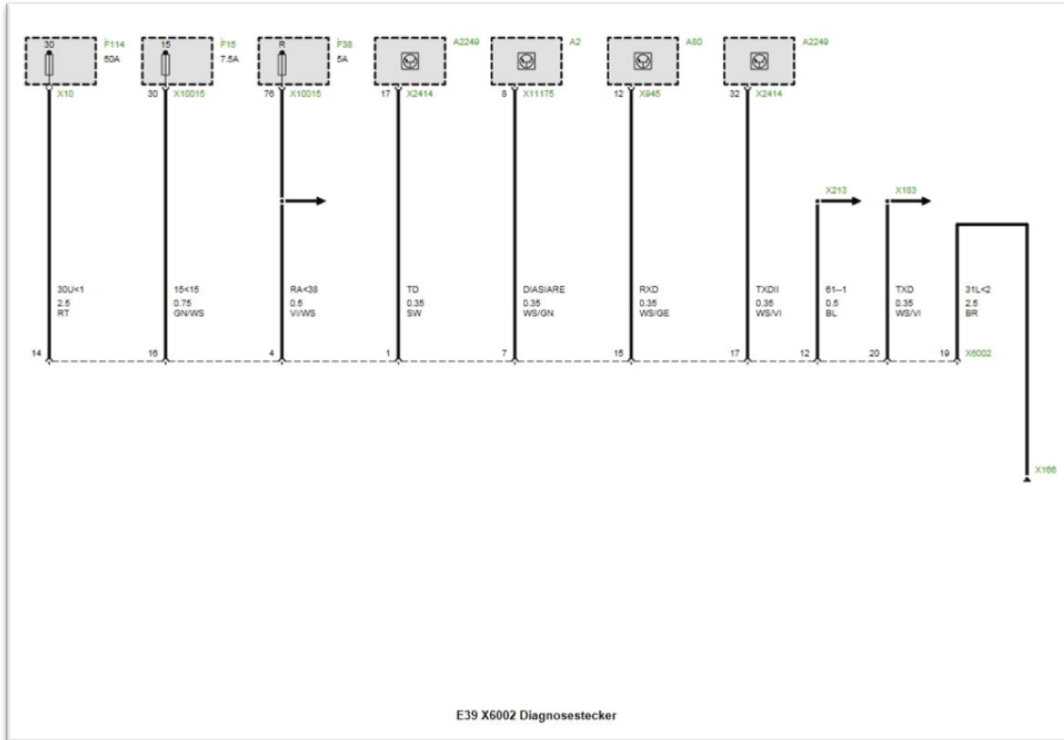 30 F114 15 F15 R F38 A2249 A2 A80 A2249
50A 7.5A 5A
X10 30 X10015 76 X10015 17 X2414 8 X11175 12 X945 32 X2414
X213 X183
30U<1 15<15 RA<38 TD DIASIARE RXD TXDII 61--1 TXD 31L<2
2.5 0.75 0.5 0.35 0.35 0.35 0.35 0.5 0.35 2.5
RT GN/WS VI/WS SW WS/GN WS/GE WS/VI BL WS/VI BR
14 16 4 1 7 15 17 12 20 19 X6002
X166
E39 X6002 Diagnosestecker